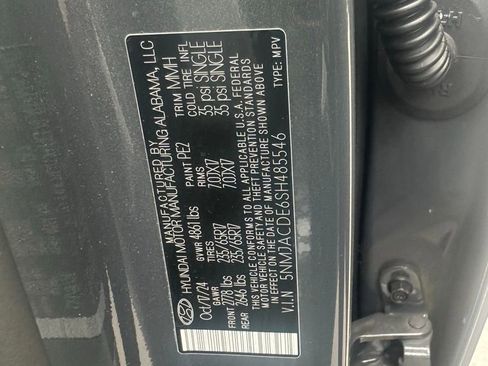 MANUFACTURED BY
HYUNDAI MOTOR MANUFACTURING ALABAMA, LLC
Oct/17/24 GVWR 4861 lbs PAINT PE2 TRIM MMH
TIRES RIMS COLD TIRE INFL
FRONT 2778 lbs 235/65R17 7.0JX17 35 psi SINGLE
REAR 2646 lbs 235/65R17 7.0JX17 35 psi SINGLE
THIS VEHICLE CONFORMS TO ALL APPLICABLE U.S.A. FEDERAL
MOTOR VEHICLE SAFETY AND THEFT PREVENTION STANDARDS
IN EFFECT ON THE DATE OF MANUFACTURE SHOWN ABOVE
V.I.N 5NMJACDE6SH485546 TYPE: MPV